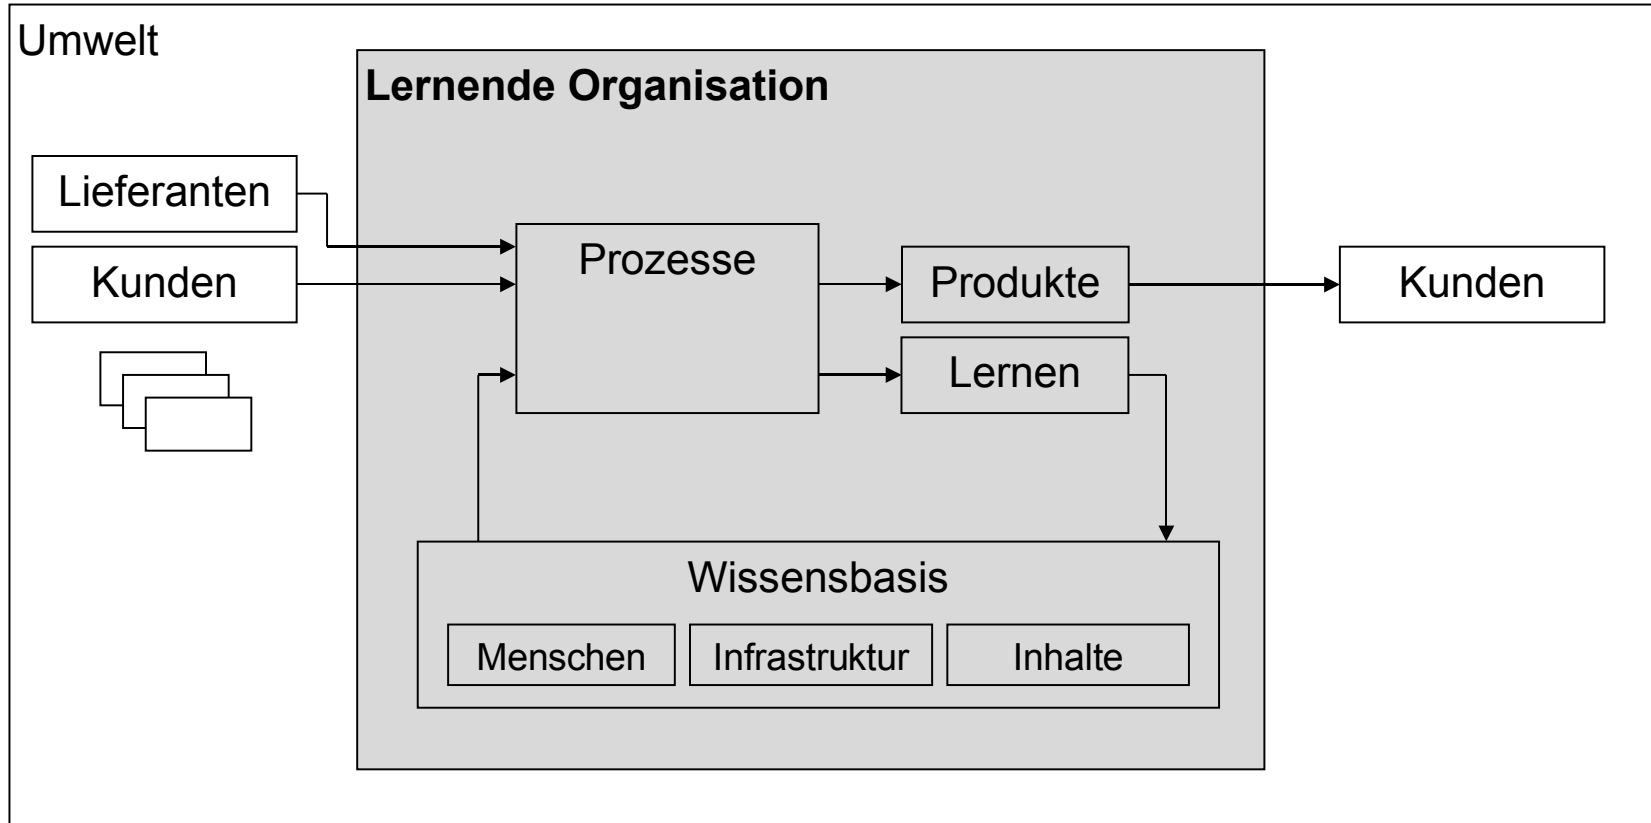 Umwelt
Lernende Organisation
Lieferanten
Kunden
Prozesse
Produkte
Kunden
Lernen
Wissensbasis
Menschen
Infrastruktur
Inhalte